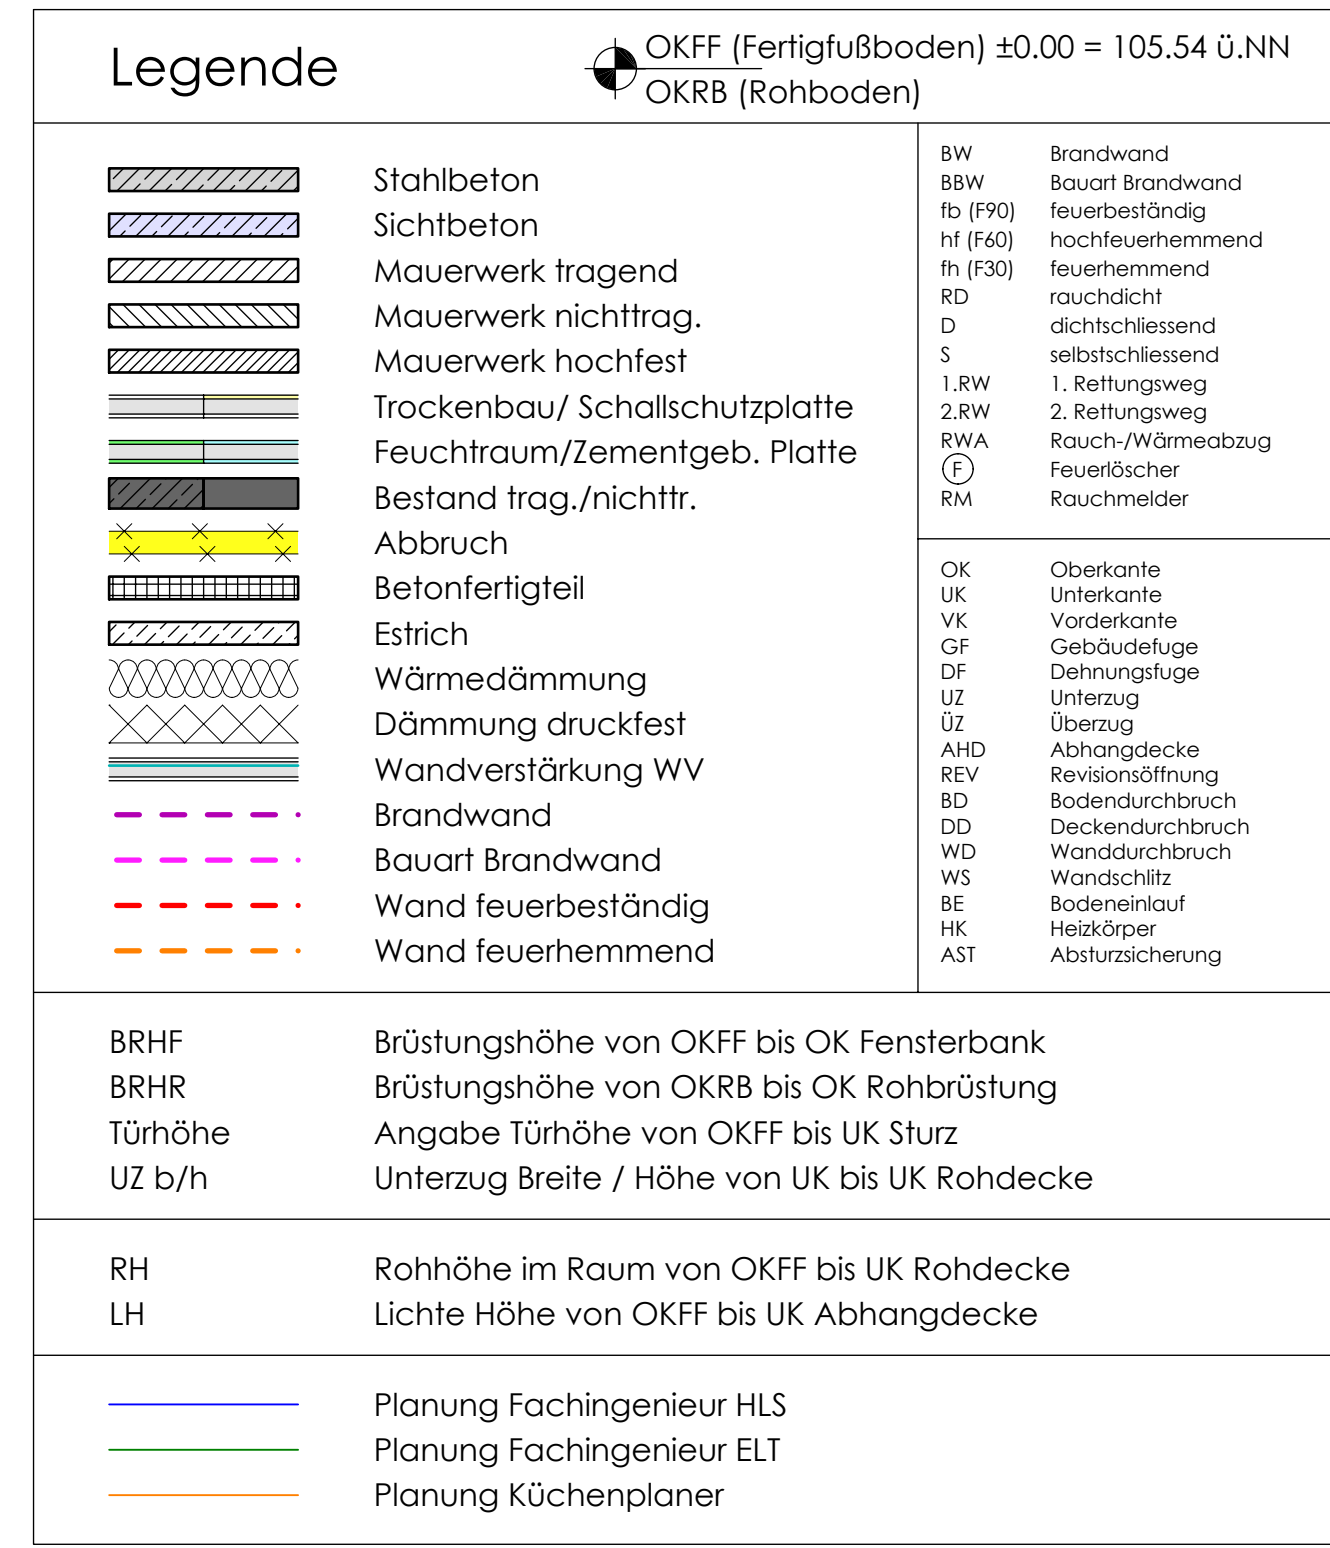 Legende
OKFF (Fertigfußboden) ±0.00 = 105.54 ü.NN
OKRB (Rohboden)
Stahlbeton
Sichtbeton
Mauerwerk tragend
Mauerwerk nichttrag.
Mauerwerk hochfest
Trockenbau/ Schallschutzplatte
Feuchtraum/Zementgeb. Platte
Bestand trag./nichttr.
Abbruch
Betonfertigteil
Estrich
Wärmedämmung
Dämmung druckfest
Wandverstärkung WV
Brandwand
Bauart Brandwand
Wand feuerbeständig
Wand feuerhemmend
BW Brandwand
BBW Bauart Brandwand
fb (F90) feuerbeständig
hf (F60) hochfeuerhemmend
fh (F30) feuerhemmend
RD rauchdicht
D dichtschliessend
S selbstschliessend
1.RW 1. Rettungsweg
2.RW 2. Rettungsweg
RWA Rauch-/Wärmeabzug
F Feuerlöscher
RM Rauchmelder
OK Oberkante
UK Unterkante
VK Vorderkante
GF Gebäudefuge
DF Dehnungsfuge
UZ Unterzug
ÜZ Überzug
AHD Abhangdecke
REV Revisionsöffnung
BD Bodendurchbruch
DD Deckendurchbruch
WD Wanddurchbruch
WS Wandschlitz
BE Bodeneinlauf
HK Heizkörper
AST Absturzsicherung
BRHF Brüstungshöhe von OKFF bis OK Fensterbank
BRHR Brüstungshöhe von OKRB bis OK Rohbrüstung
Türhöhe Angabe Türhöhe von OKFF bis UK Sturz
UZ b/h Unterzug Breite / Höhe von UK bis UK Rohdecke
RH Rohhöhe im Raum von OKFF bis UK Rohdecke
LH Lichte Höhe von OKFF bis UK Abhangdecke
Planung Fachingenieur HLS
Planung Fachingenieur ELT
Planung Küchenplaner